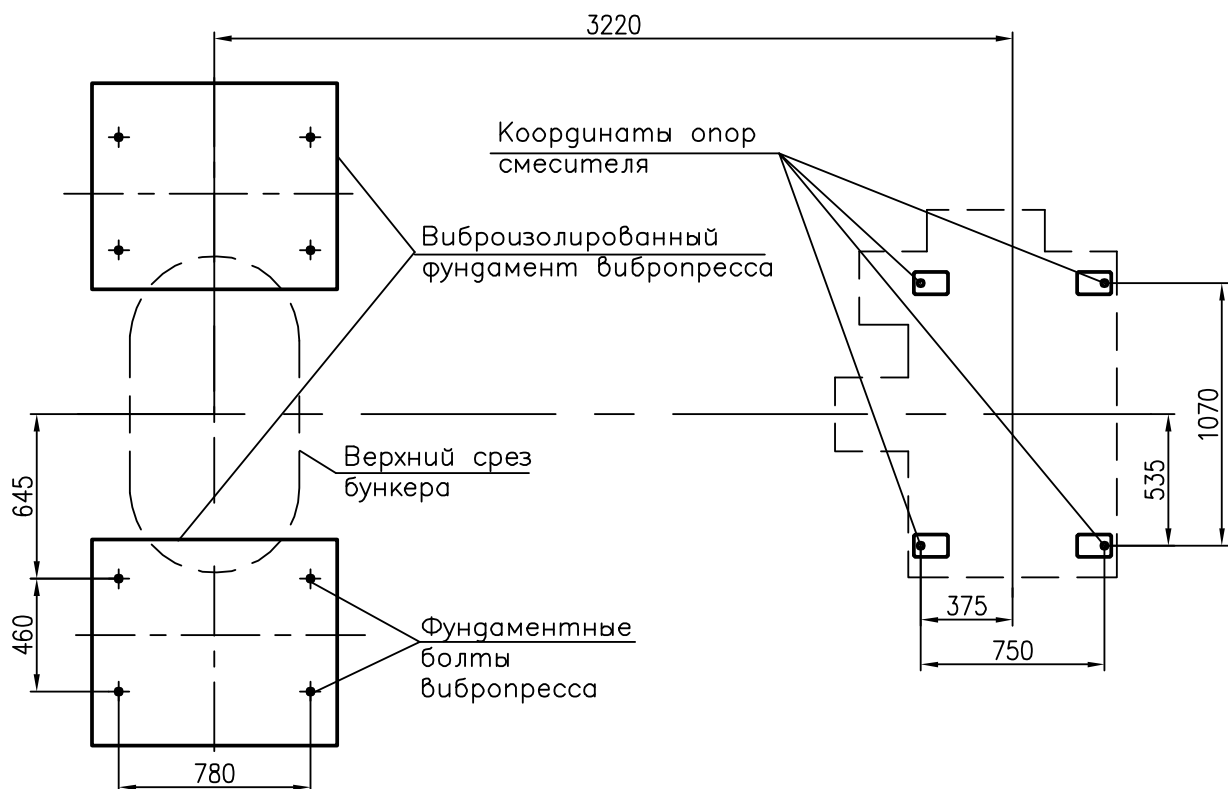 3220
Координаты опор
смесителя
Виброизолированный
фундамент вибропресса
1070
Верхний срез
бункера
645
535
460
375
Фундаментные
болты
вибропресса
750
780